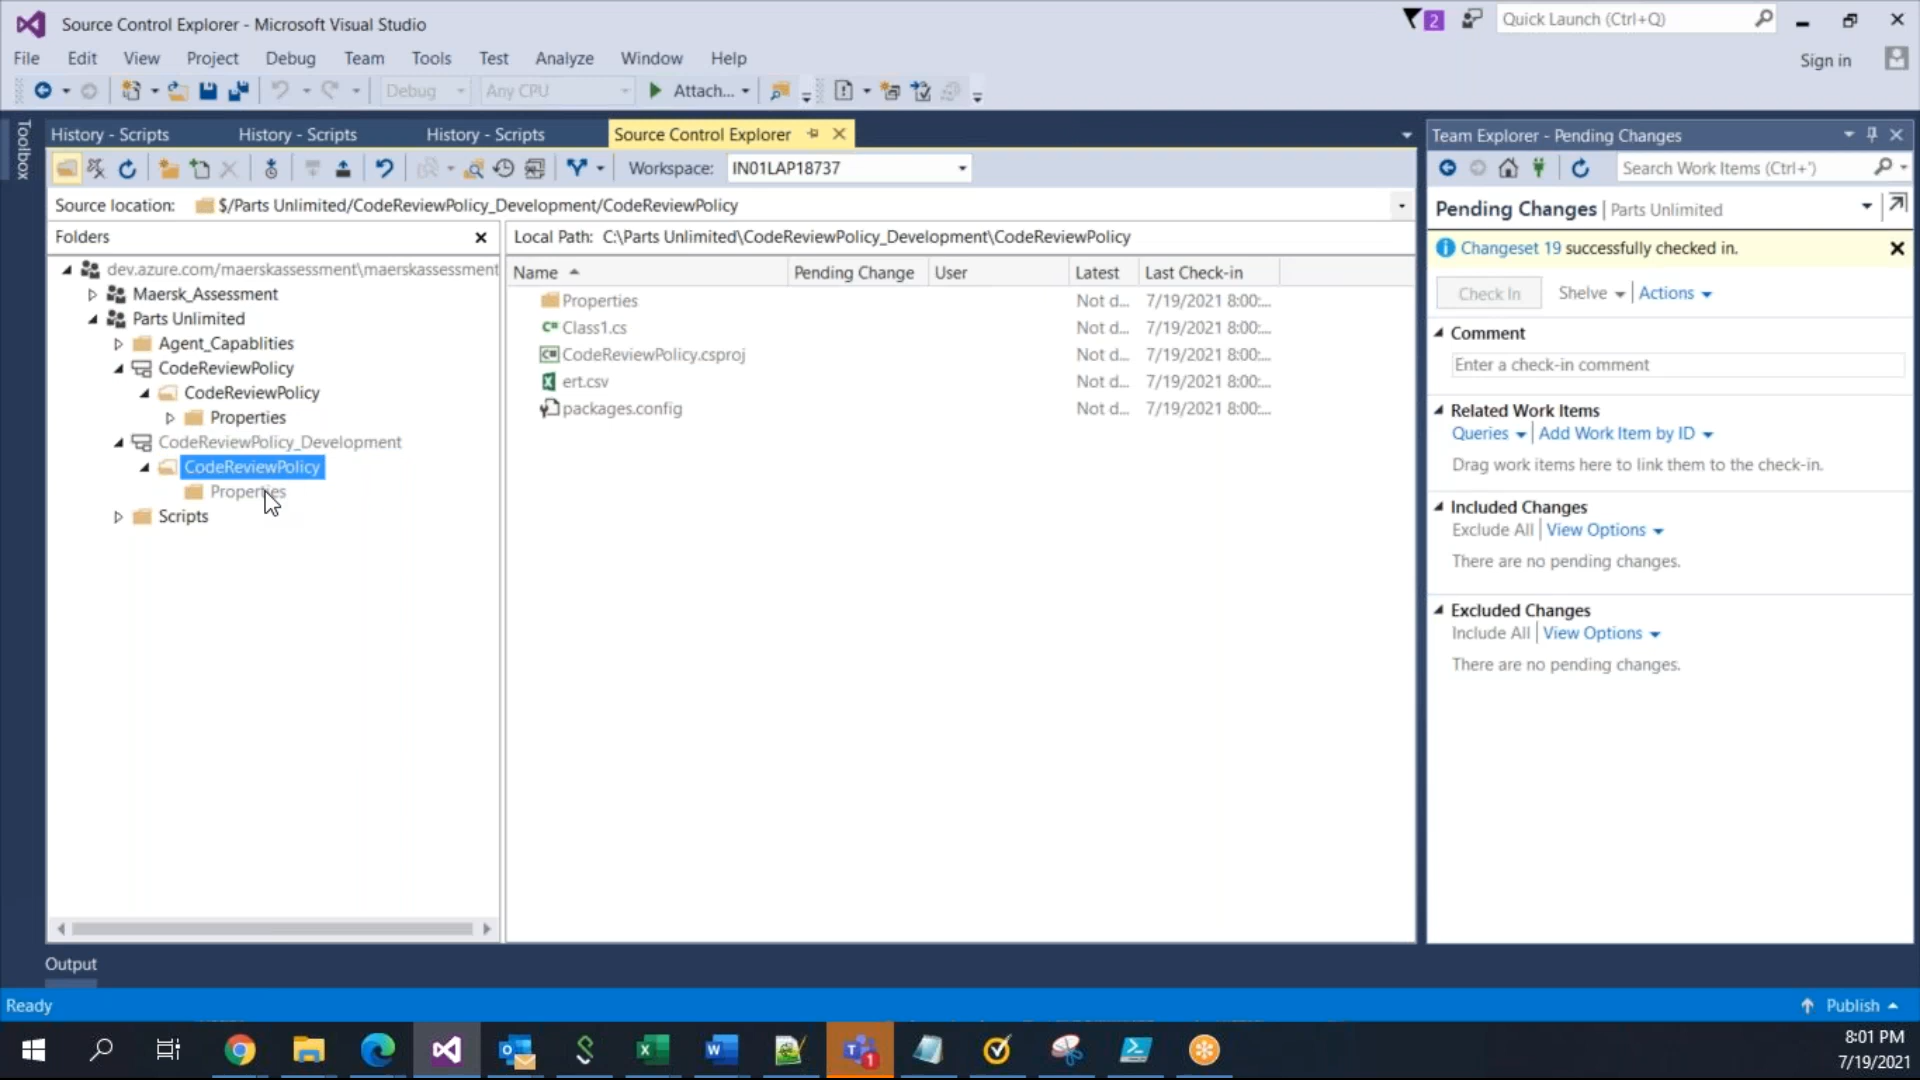 Source Control Explorer - Microsoft Visual Studio
2
Quick Launch (Ctrl+Q)
File Edit View Project Debug Team Tools Test Analyze Window Help
Sign in
Debug Any CPU Attach...
Toolbox
History - Scripts History - Scripts History - Scripts Source Control Explorer
Workspace: IN01LAP18737
Source location: $/Parts Unlimited/CodeReviewPolicy_Development/CodeReviewPolicy
Folders
dev.azure.com/maerskassessment\maerskassessment
Maersk_Assessment
Parts Unlimited
Agent_Capablities
CodeReviewPolicy
CodeReviewPolicy
Properties
CodeReviewPolicy_Development
CodeReviewPolicy
Properties
Scripts
Local Path: C:\Parts Unlimited\CodeReviewPolicy_Development\CodeReviewPolicy
Name Pending Change User Latest Last Check-in
Properties Not d... 7/19/2021 8:00:...
Class1.cs Not d... 7/19/2021 8:00:...
CodeReviewPolicy.csproj Not d... 7/19/2021 8:00:...
ert.csv Not d... 7/19/2021 8:00:...
packages.config Not d... 7/19/2021 8:00:...
Team Explorer - Pending Changes
Search Work Items (Ctrl+')
Pending Changes | Parts Unlimited
Changeset 19 successfully checked in.
Check In Shelve Actions
Comment
Enter a check-in comment
Related Work Items
Queries Add Work Item by ID
Drag work items here to link them to the check-in.
Included Changes
Exclude All View Options
There are no pending changes.
Excluded Changes
Include All View Options
There are no pending changes.
Output
Ready
Publish
8:01 PM
7/19/2021